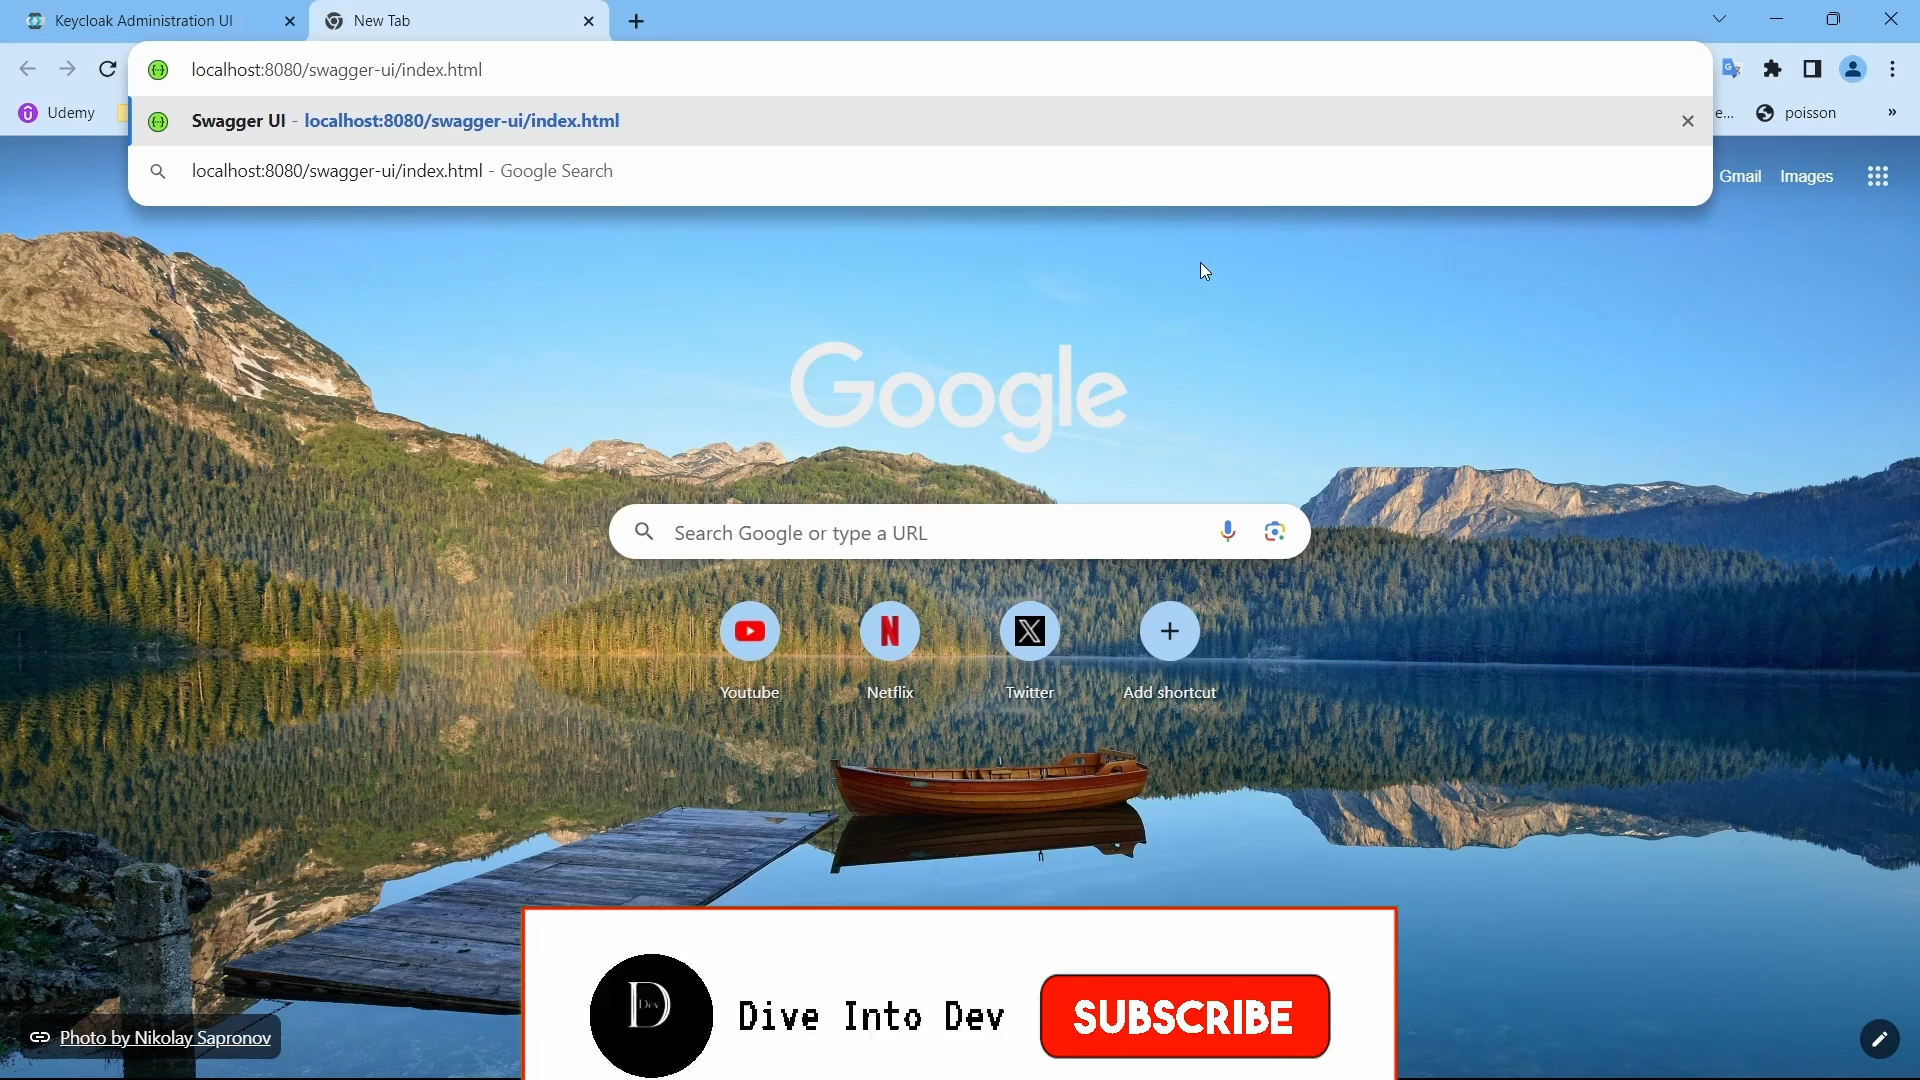 Keycloak Administration UI
New Tab
localhost:8080/swagger-ui/index.html
Udemy
Swagger UI - localhost:8080/swagger-ui/index.html
e...
poisson
»
localhost:8080/swagger-ui/index.html - Google Search
Gmail
Images
Google
Search Google or type a URL
Youtube
Netflix
Twitter
Add shortcut
D
Dev
Dive Into Dev
SUBSCRIBE
Photo by Nikolay Sapronov